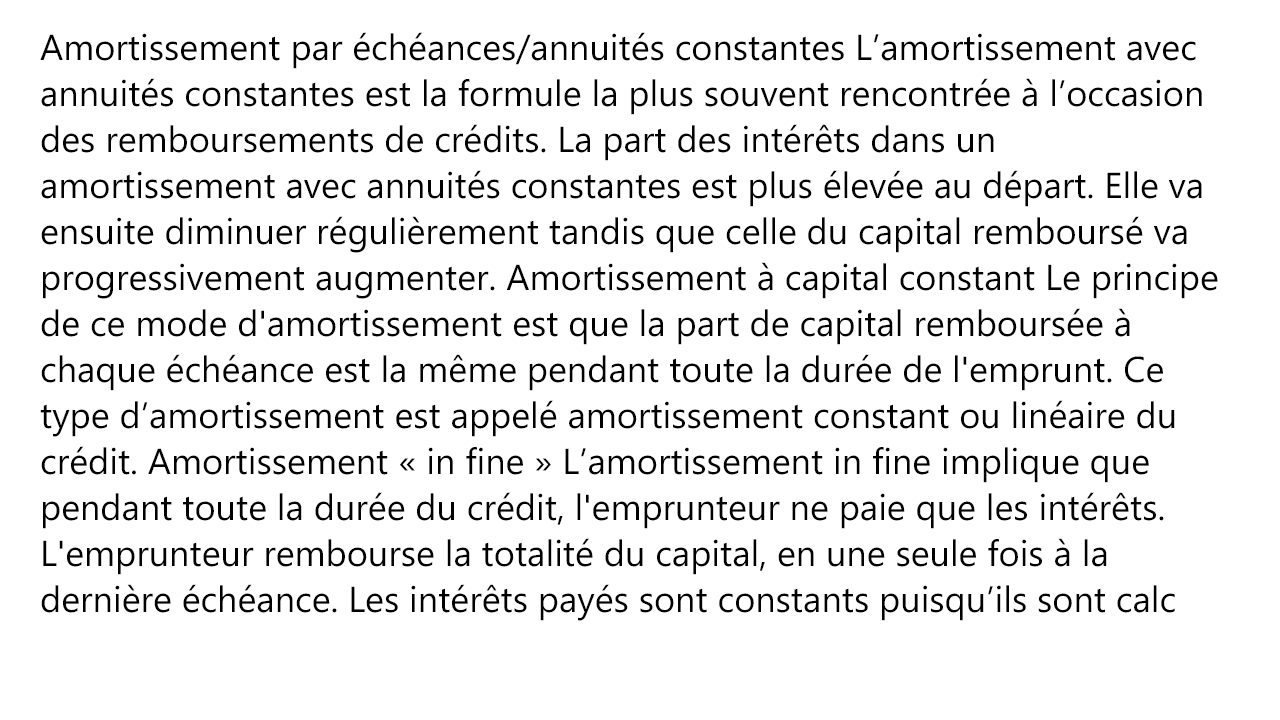 Amortissement par échéances/annuités constantes L’amortissement avec
annuités constantes est la formule la plus souvent rencontrée à l’occasion
des remboursements de crédits. La part des intérêts dans un
amortissement avec annuités constantes est plus élevée au départ. Elle va
ensuite diminuer régulièrement tandis que celle du capital remboursé va
progressivement augmenter. Amortissement à capital constant Le principe
de ce mode d'amortissement est que la part de capital remboursée à
chaque échéance est la même pendant toute la durée de l'emprunt. Ce
type d’amortissement est appelé amortissement constant ou linéaire du
crédit. Amortissement « in fine » L’amortissement in fine implique que
pendant toute la durée du crédit, l'emprunteur ne paie que les intérêts.
L'emprunteur rembourse la totalité du capital, en une seule fois à la
dernière échéance. Les intérêts payés sont constants puisqu’ils sont calc